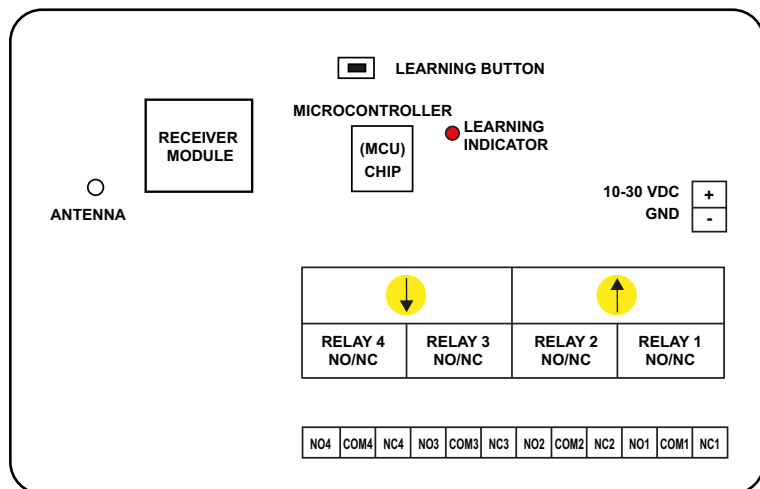 LEARNING BUTTON
MICROCONTROLLER
LEARNING
INDICATOR
RECEIVER
MODULE
(MCU)
CHIP
ANTENNA
10-30 VDC +
GND -
RELAY 4
NO/NC
RELAY 3
NO/NC
RELAY 2
NO/NC
RELAY 1
NO/NC
NO4 COM4 NC4 NO3 COM3 NC3 NO2 COM2 NC2 NO1 COM1 NC1